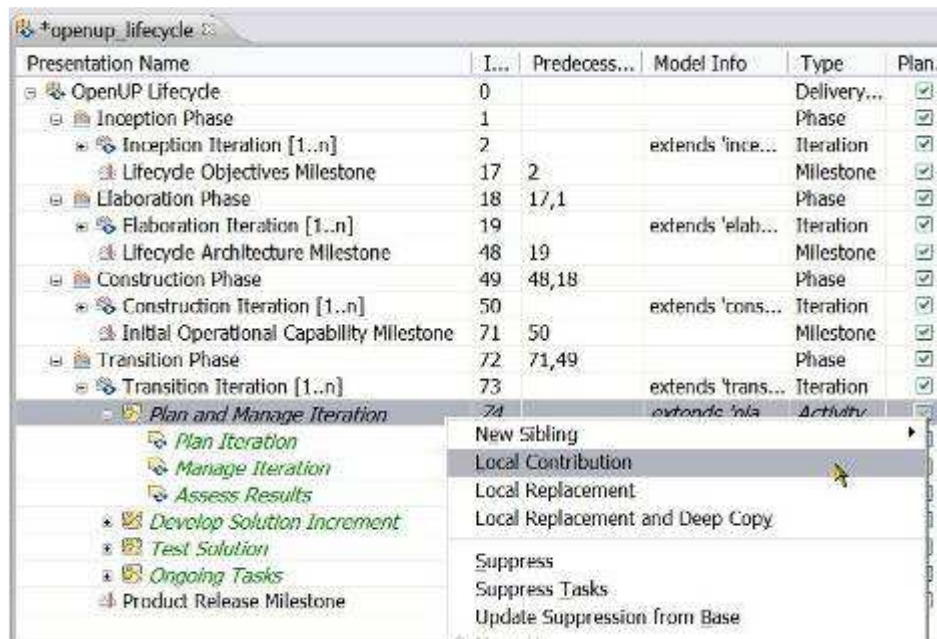 *openup_lifecycle
Presentation Name I... Predecess... Model Info Type Plan.
OpenUP Lifecycle 0 Delivery...
Inception Phase 1 Phase
Inception Iteration [1..n] 2 extends 'ince... Iteration
Lifecycle Objectives Milestone 17 2 Milestone
Elaboration Phase 18 17,1 Phase
Elaboration Iteration [1..n] 19 extends 'elab... Iteration
Lifecycle Architecture Milestone 48 19 Milestone
Construction Phase 49 48,18 Phase
Construction Iteration [1..n] 50 extends 'cons... Iteration
Initial Operational Capability Milestone 71 50 Milestone
Transition Phase 72 71,49 Phase
Transition Iteration [1..n] 73 extends 'trans... Iteration
Plan and Manage Iteration 74 extends 'pla Activity
Plan Iteration
Manage Iteration
Assess Results
Develop Solution Increment
Test Solution
Ongoing Tasks
Product Release Milestone
New Sibling
Local Contribution
Local Replacement
Local Replacement and Deep Copy
Suppress
Suppress Tasks
Update Suppression from Base